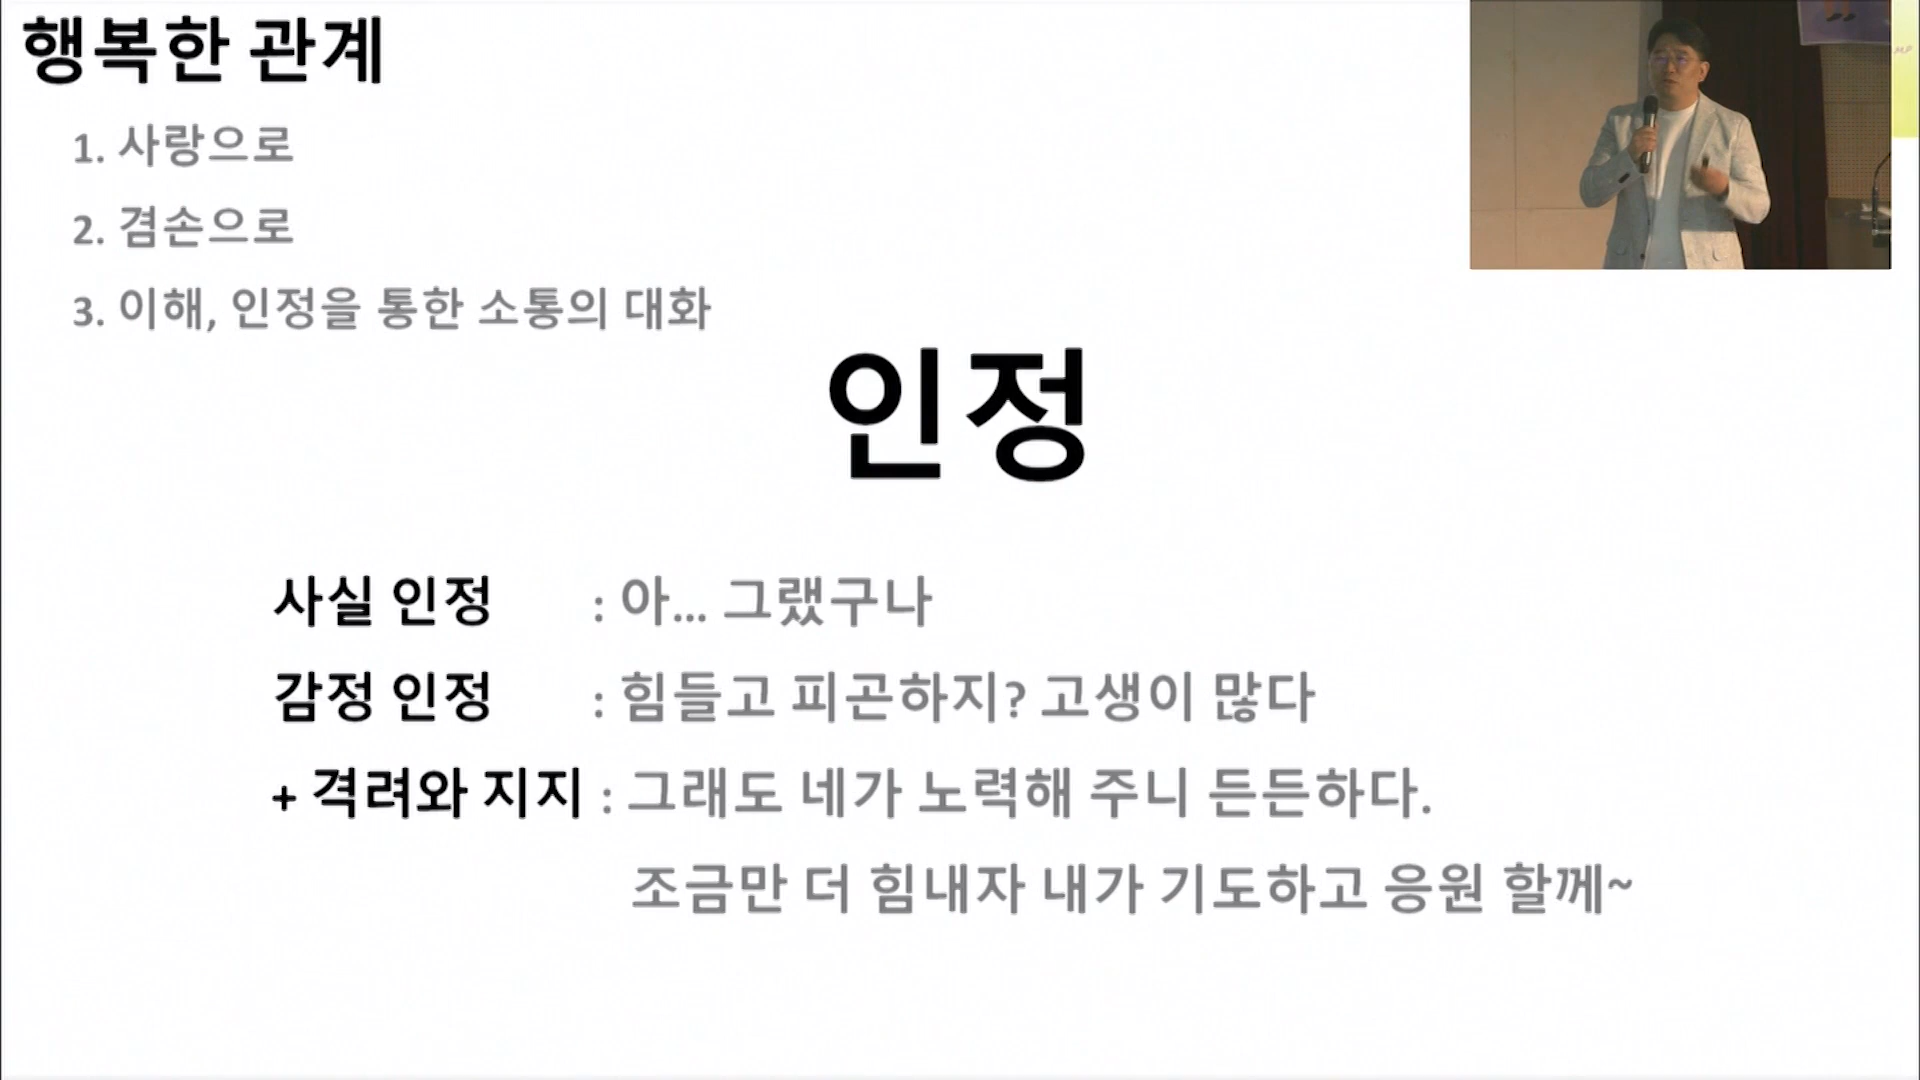 행복한 관계
1. 사랑으로
2. 겸손으로
3. 이해, 인정을 통한 소통의 대화
인정
사실 인정 : 아... 그랬구나
감정 인정 : 힘들고 피곤하지? 고생이 많다
+ 격려와 지지 : 그래도 네가 노력해 주니 든든하다.
조금만 더 힘내자 내가 기도하고 응원 할께~